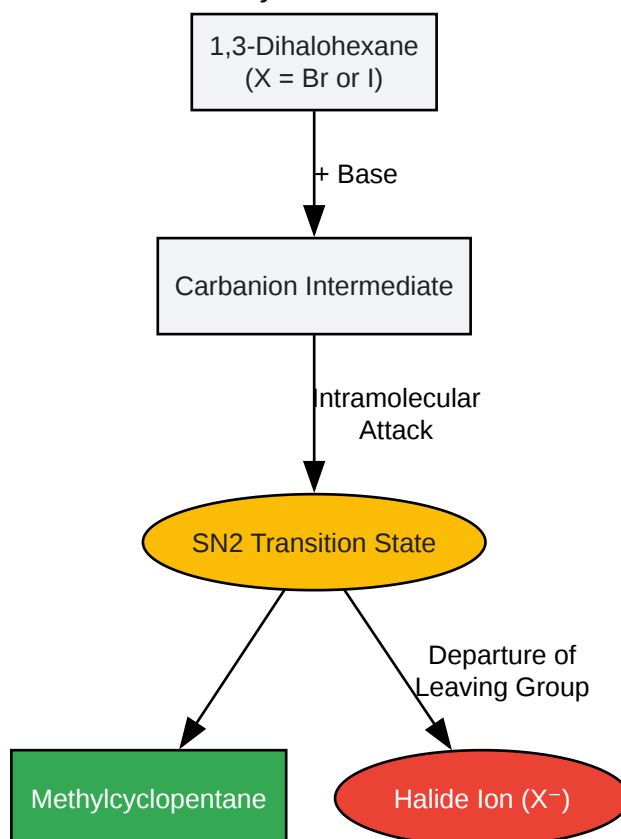 1,3-Dihalohexane
(X = Br or I)
+ Base
Carbanion Intermediate
Intramolecular
Attack
SN2 Transition State
Departure of
Leaving Group
Methylcyclopentane
Halide Ion (X⁻)